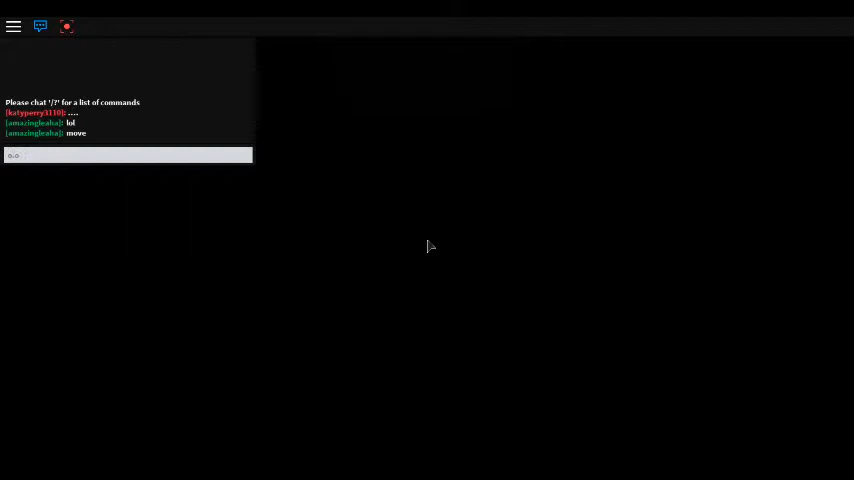 Please chat '/?' for a list of commands
[katyperry3110]: ....
[amazingleaha]: lol
[amazingleaha]: move
o.o